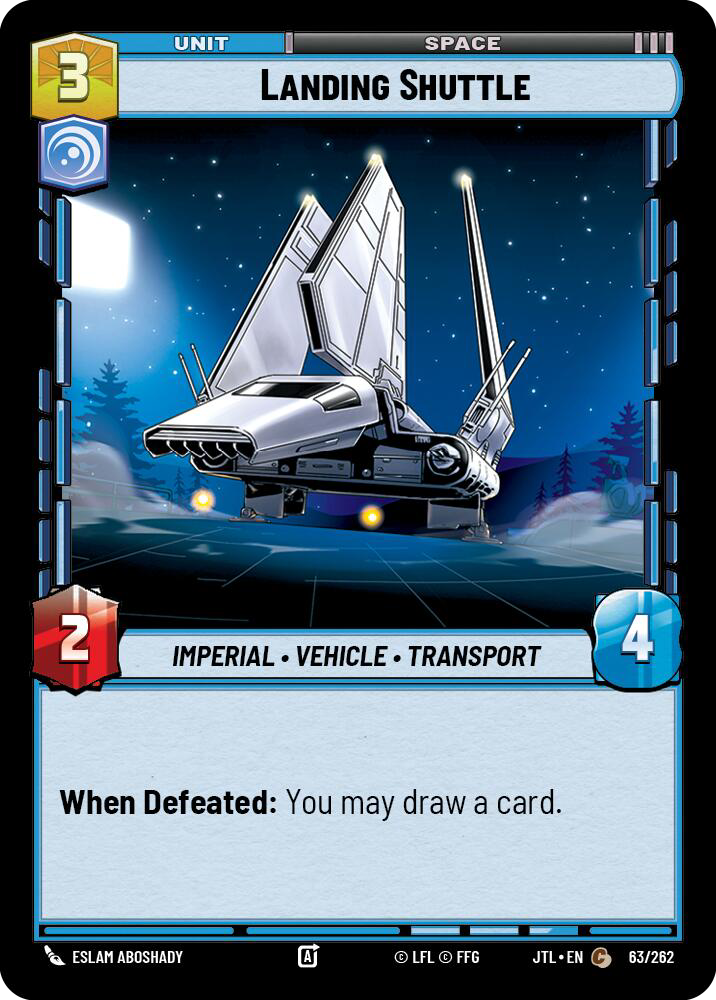 UNIT
SPACE
3
LANDING SHUTTLE
2
IMPERIAL • VEHICLE • TRANSPORT
4
When Defeated: You may draw a card.
ESLAM ABOSHADY
A
© LFL © FFG
JTL • EN
C
63/262